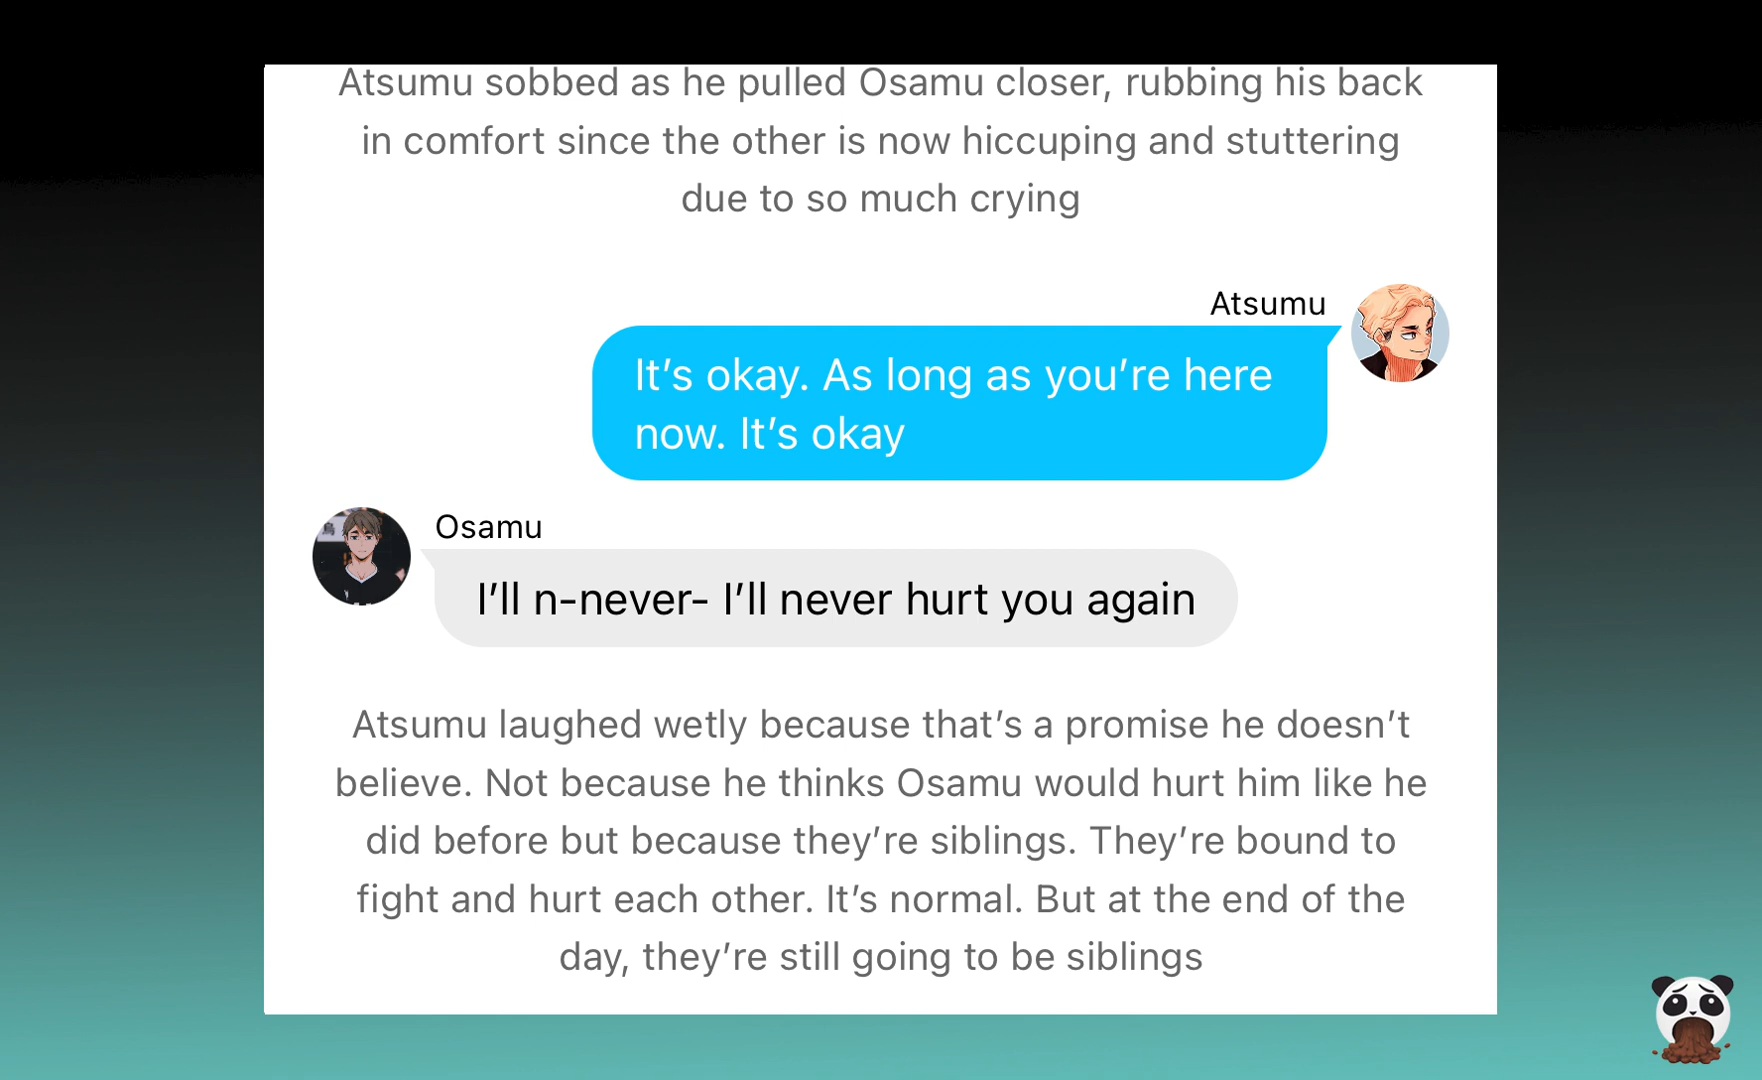 Atsumu sobbed as he pulled Osamu closer, rubbing his back
in comfort since the other is now hiccuping and stuttering
due to so much crying
Atsumu
It’s okay. As long as you’re here
now. It’s okay
Osamu
I’ll n-never- I’ll never hurt you again
Atsumu laughed wetly because that’s a promise he doesn’t
believe. Not because he thinks Osamu would hurt him like he
did before but because they’re siblings. They’re bound to
fight and hurt each other. It’s normal. But at the end of the
day, they’re still going to be siblings